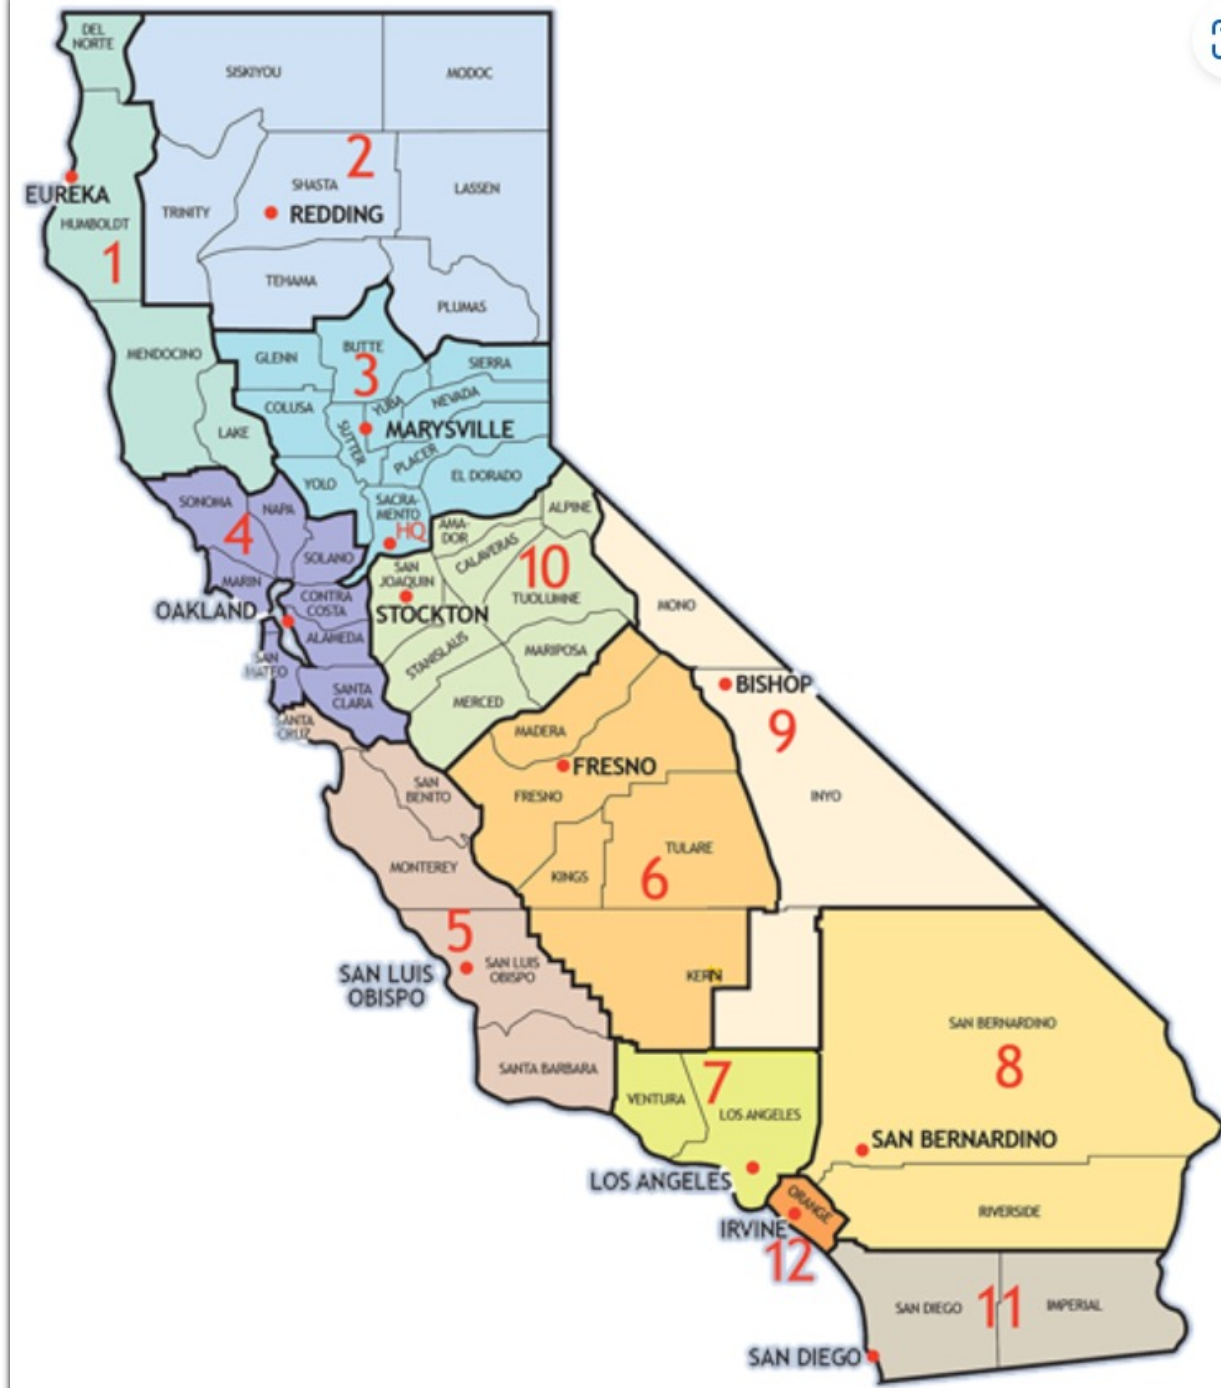 DEL
NORTE
SISKIYOU
MODOC
2
EUREKA
SHASTA
LASSEN
TRINITY
REDDING
HUMBOLDT
1
TEHAMA
PLUMAS
MENDOCINO
GLENN
BUTTE
3
SIERRA
COLUSA
YUBA
NEVADA
LAKE
SUTTER
MARYSVILLE
PLACER
YOLO
EL DORADO
SONOMA
NAPA
4
SACRA-
MENTO
HQ
AMA-
DOR
ALPINE
CALAVERAS
SOLANO
SAN
JOAQUIN
10
MARIN
CONTRA
COSTA
TUOLUMNE
MONO
OAKLAND
STOCKTON
ALAMEDA
SAN
MATEO
STANISLAUS
MARIPOSA
SANTA
CLARA
MERCED
BISHOP
9
SANTA
CRUZ
MADERA
FRESNO
SAN
BENITO
FRESNO
INYO
MONTEREY
KINGS
TULARE
6
5
SAN LUIS
OBISPO
SAN LUIS
OBISPO
KERN
SAN BERNARDINO
8
SANTA BARBARA
VENTURA
7
LOS ANGELES
SAN BERNARDINO
LOS ANGELES
ORANGE
IRVINE
12
RIVERSIDE
SAN DIEGO
11
IMPERIAL
SAN DIEGO